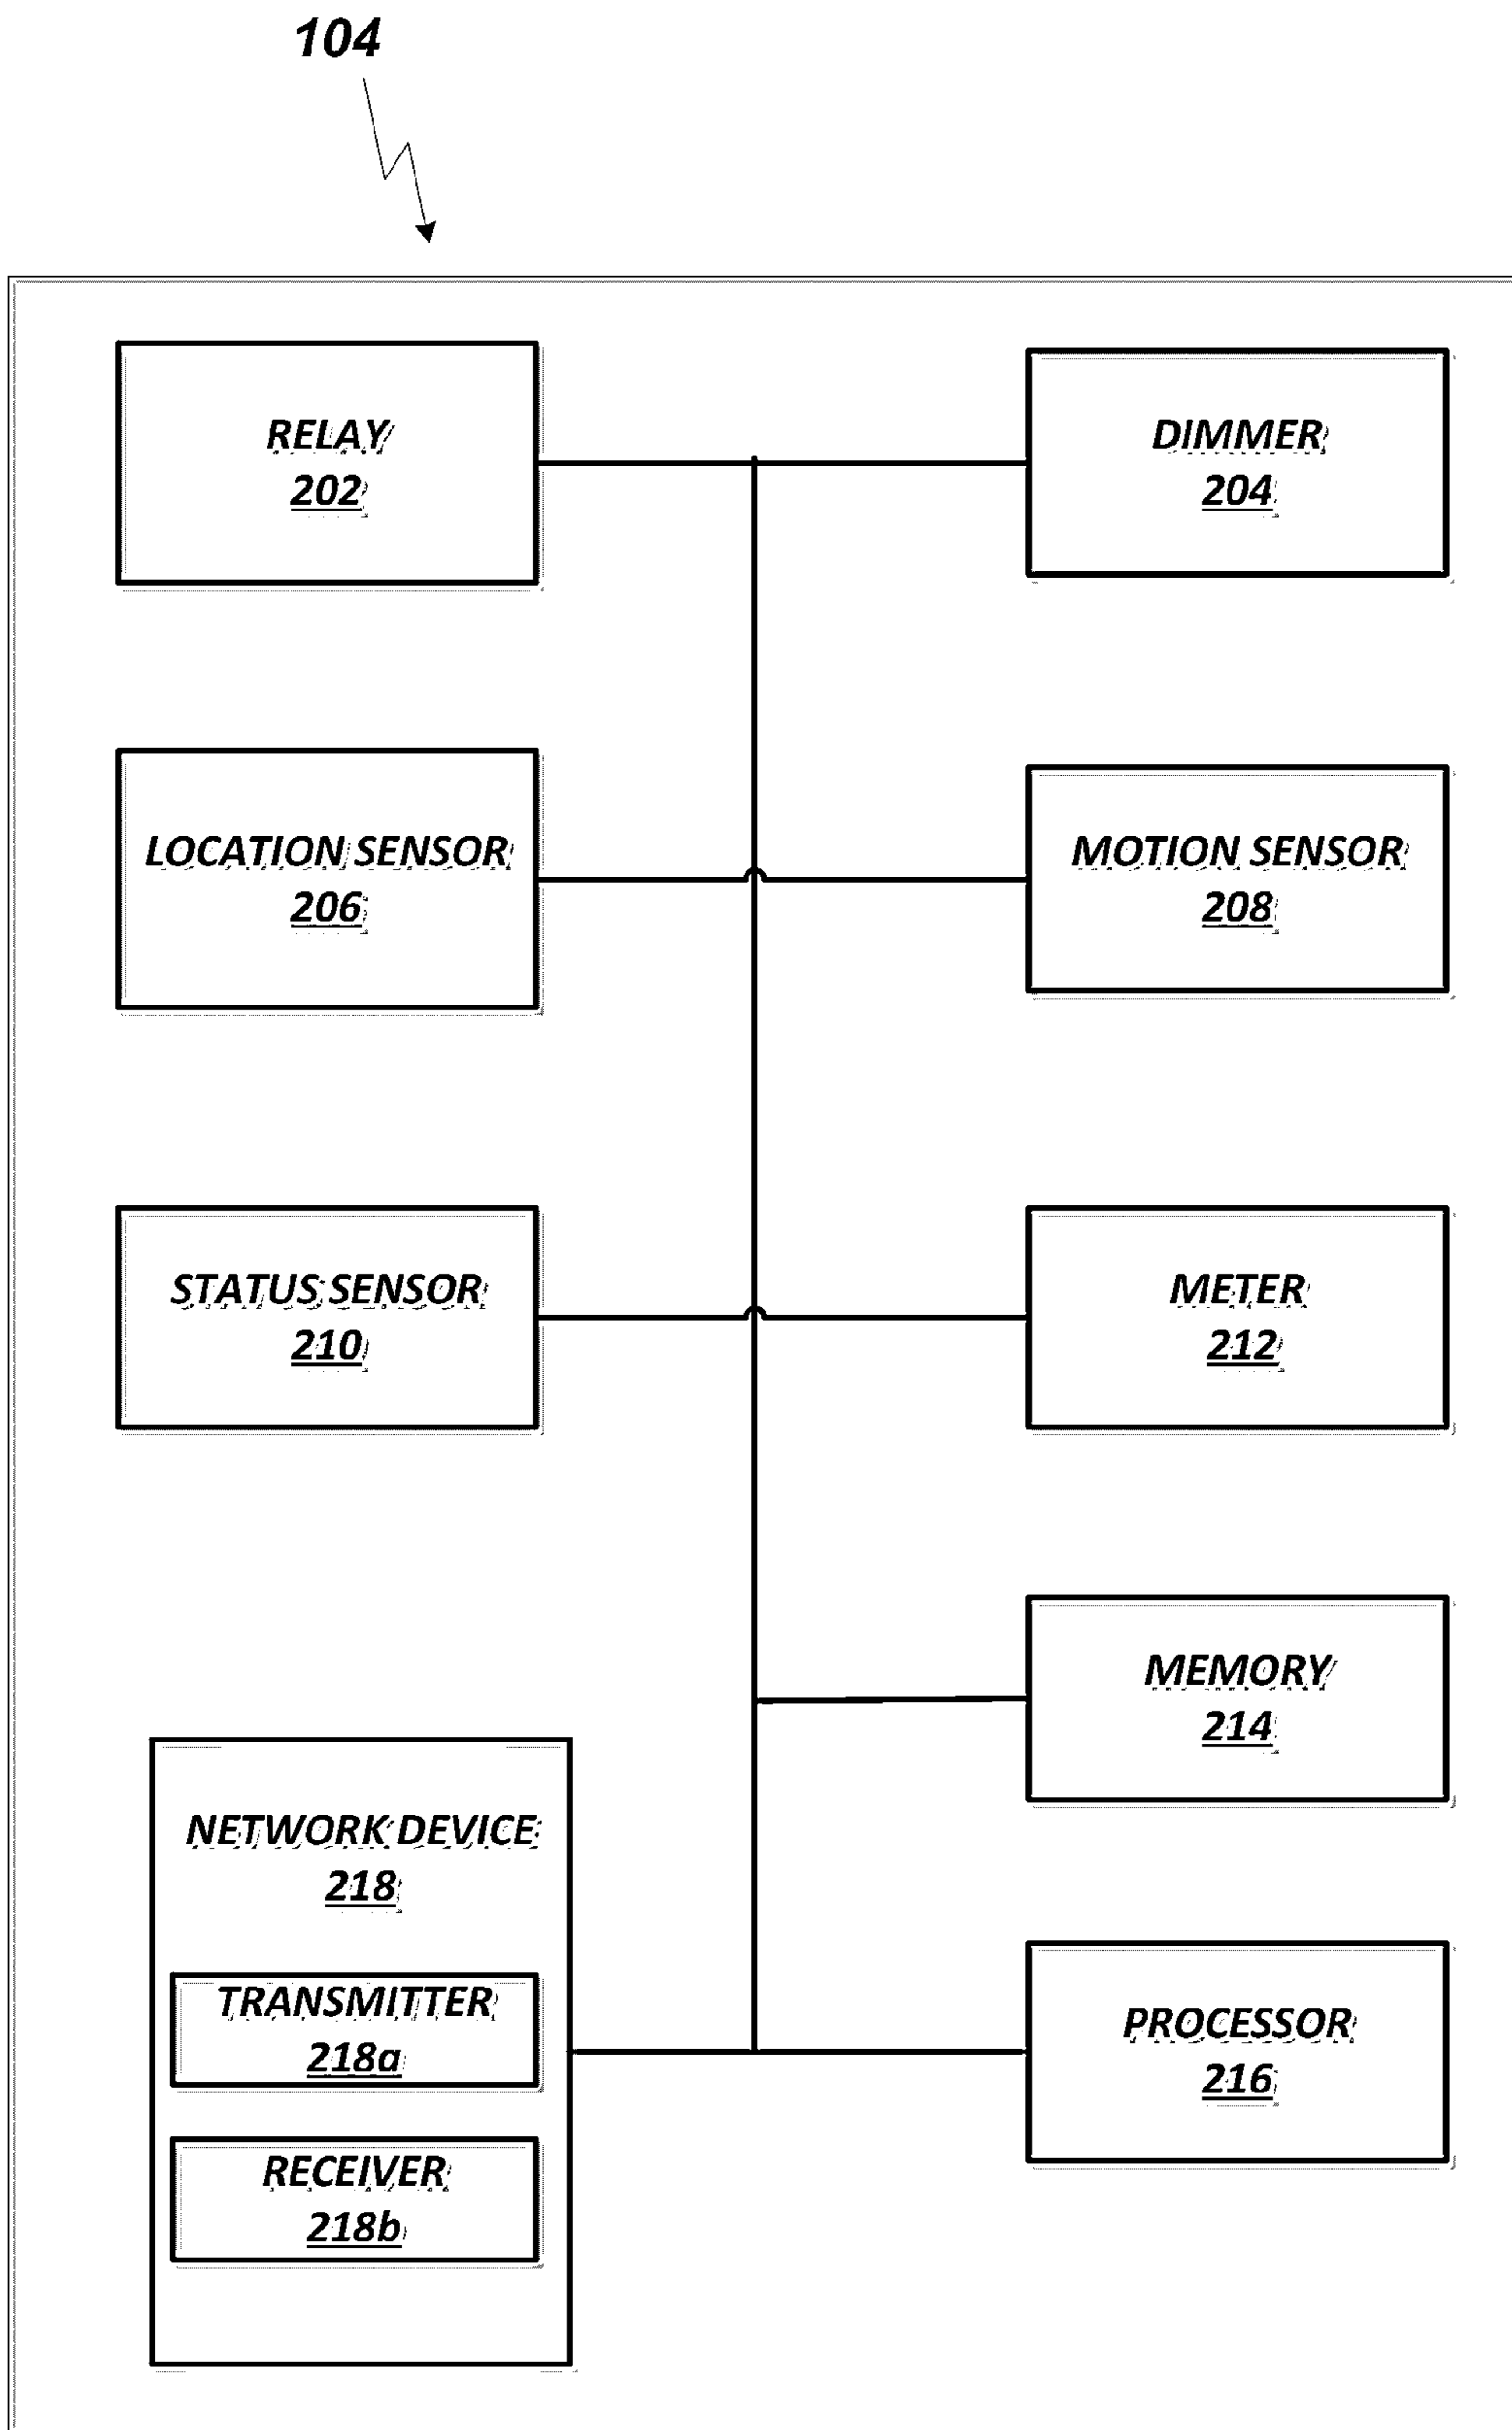 104
RELAY
202
DIMMER
204
LOCATION SENSOR
206
MOTION SENSOR
208
STATUS SENSOR
210
METER
212
MEMORY
214
NETWORK DEVICE
218
TRANSMITTER
218a
RECEIVER
218b
PROCESSOR
216